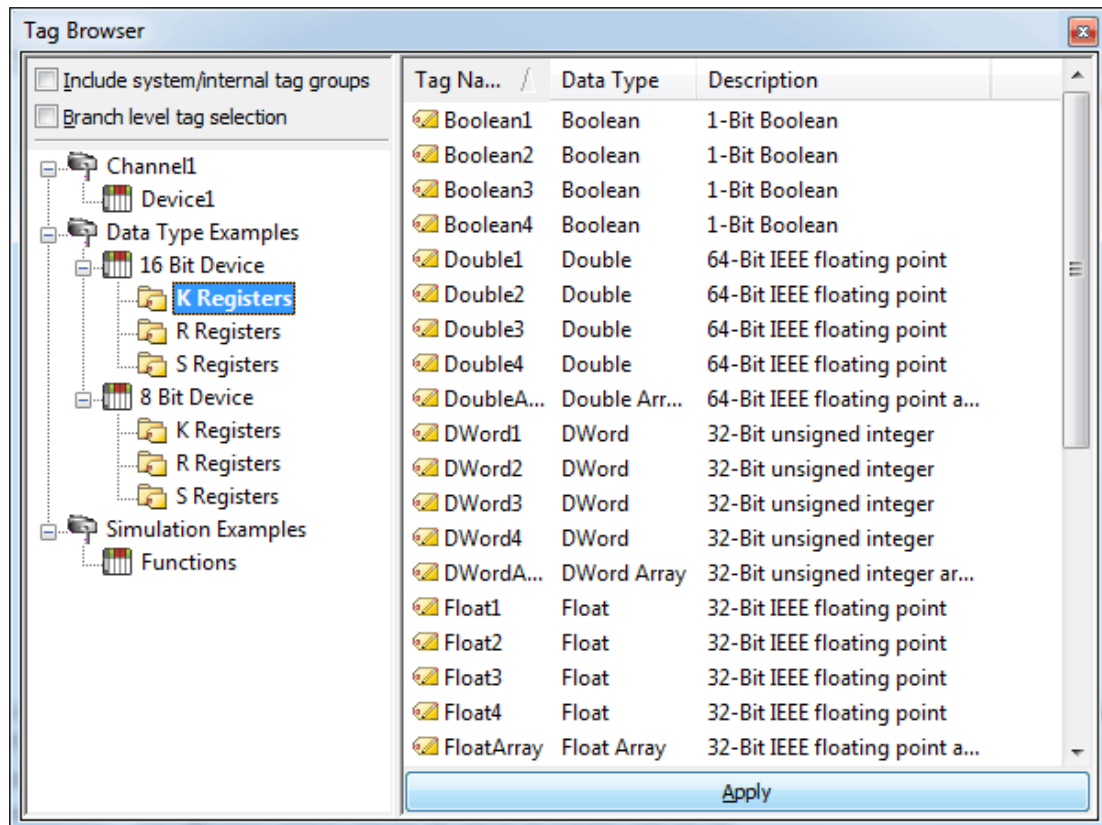 Tag Browser
Include system/internal tag groups
Branch level tag selection
Channel1
Device1
Data Type Examples
16 Bit Device
K Registers
R Registers
S Registers
8 Bit Device
K Registers
R Registers
S Registers
Simulation Examples
Functions
Tag Na... Data Type Description
Boolean1 Boolean 1-Bit Boolean
Boolean2 Boolean 1-Bit Boolean
Boolean3 Boolean 1-Bit Boolean
Boolean4 Boolean 1-Bit Boolean
Double1 Double 64-Bit IEEE floating point
Double2 Double 64-Bit IEEE floating point
Double3 Double 64-Bit IEEE floating point
Double4 Double 64-Bit IEEE floating point
DoubleA... Double Arr... 64-Bit IEEE floating point a...
DWord1 DWord 32-Bit unsigned integer
DWord2 DWord 32-Bit unsigned integer
DWord3 DWord 32-Bit unsigned integer
DWord4 DWord 32-Bit unsigned integer
DWordA... DWord Array 32-Bit unsigned integer ar...
Float1 Float 32-Bit IEEE floating point
Float2 Float 32-Bit IEEE floating point
Float3 Float 32-Bit IEEE floating point
Float4 Float 32-Bit IEEE floating point
FloatArray Float Array 32-Bit IEEE floating point a...
Apply